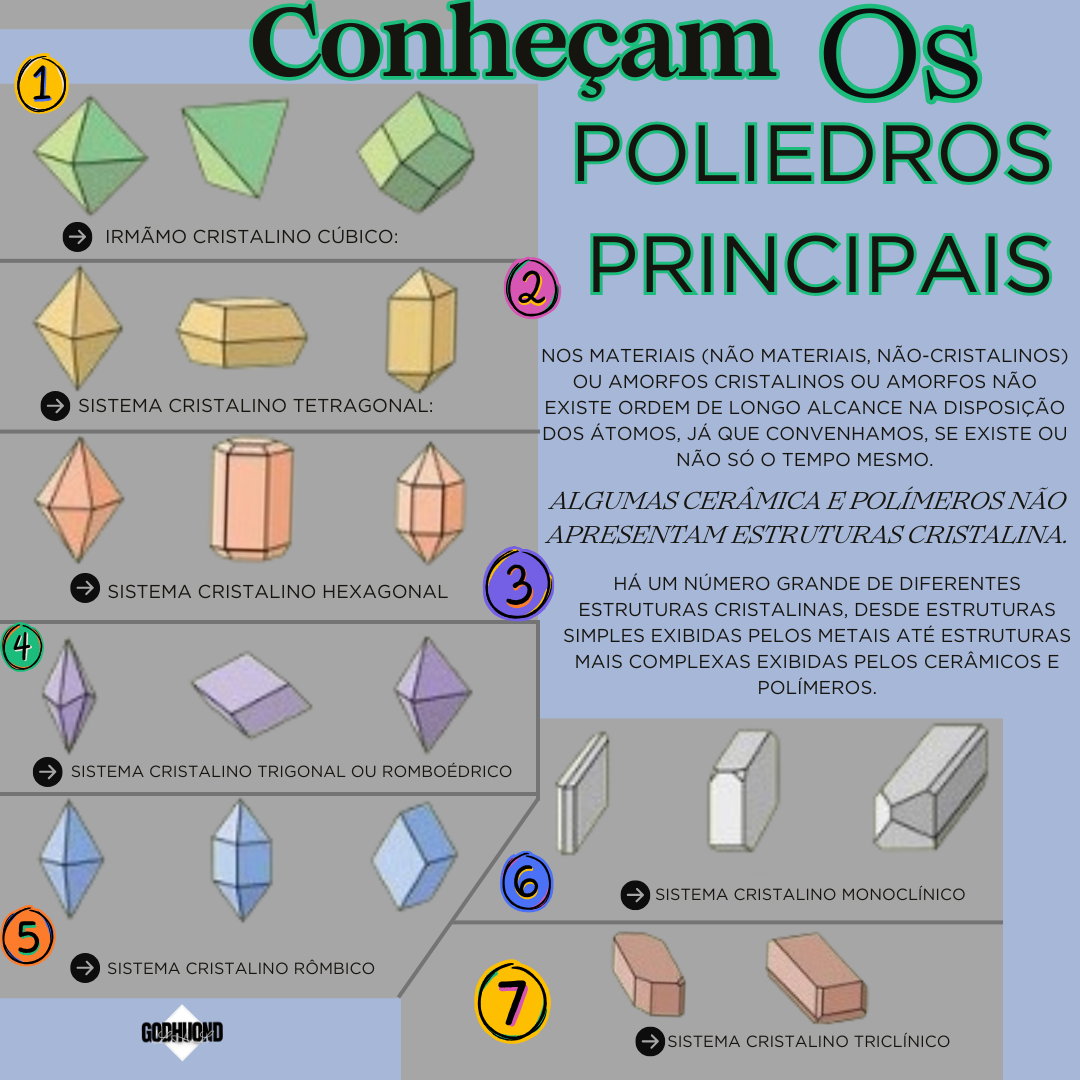 Conheçam Os
POLIEDROS
PRINCIPAIS
1
IRMÃMO CRISTALINO CÚBICO:
2
SISTEMA CRISTALINO TETRAGONAL:
NOS MATERIAIS (NÃO MATERIAIS, NÃO-CRISTALINOS)
OU AMORFOS CRISTALINOS OU AMORFOS NÃO
EXISTE ORDEM DE LONGO ALCANCE NA DISPOSIÇÃO
DOS ÁTOMOS, JÁ QUE CONVENHAMOS, SE EXISTE OU
NÃO SÓ O TEMPO MESMO.
ALGUMAS CERÂMICA E POLÍMEROS NÃO
APRESENTAM ESTRUTURAS CRISTALINA.
3
SISTEMA CRISTALINO HEXAGONAL
HÁ UM NÚMERO GRANDE DE DIFERENTES
ESTRUTURAS CRISTALINAS, DESDE ESTRUTURAS
SIMPLES EXIBIDAS PELOS METAIS ATÉ ESTRUTURAS
MAIS COMPLEXAS EXIBIDAS PELOS CERÂMICOS E
POLÍMEROS.
4
SISTEMA CRISTALINO TRIGONAL OU ROMBOÉDRICO
5
SISTEMA CRISTALINO RÔMBICO
6
SISTEMA CRISTALINO MONOCLÍNICO
7
SISTEMA CRISTALINO TRICLÍNICO
GODHUOND